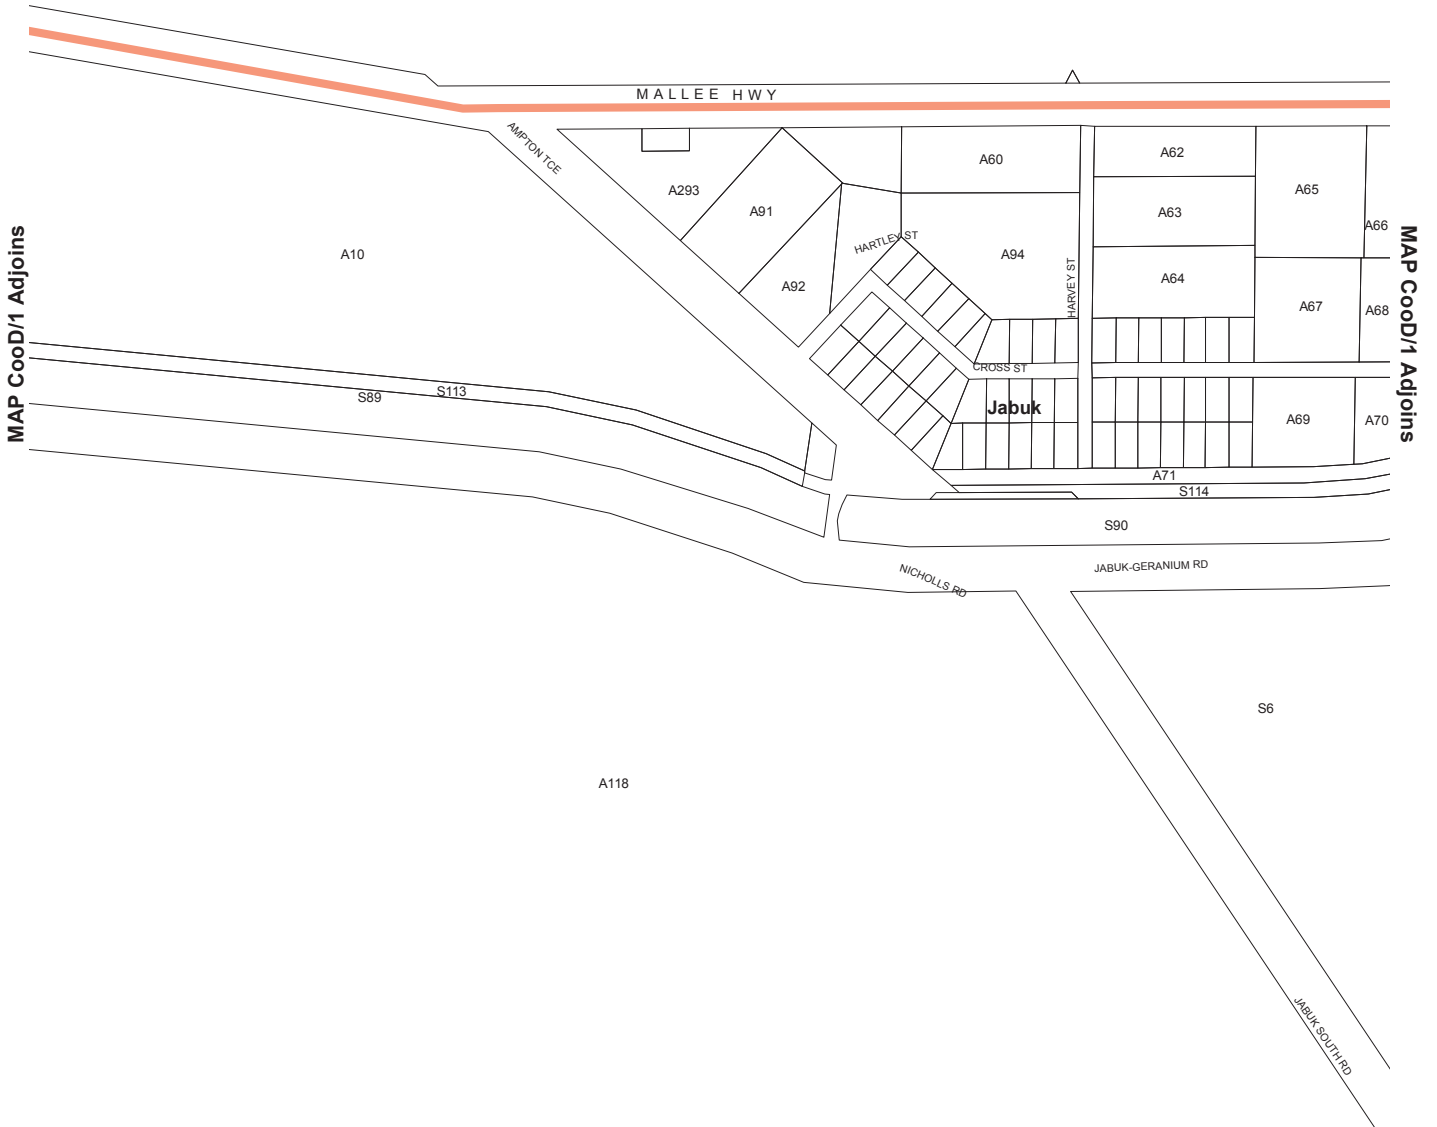 MALLEE HWY
AMPTON TCE
A60
A62
A293
A65
A91
A63
A66
HARTLEY ST
A10
A94
HARVEY ST
A64
A92
A67
A68
MAP CooD/1 Adjoins
MAP CooD/1 Adjoins
CROSS ST
S113
S89
Jabuk
A69
A70
A71
S114
S90
NICHOLLS RD
JABUK-GERANIUM RD
S6
A118
JABUK SOUTH RD